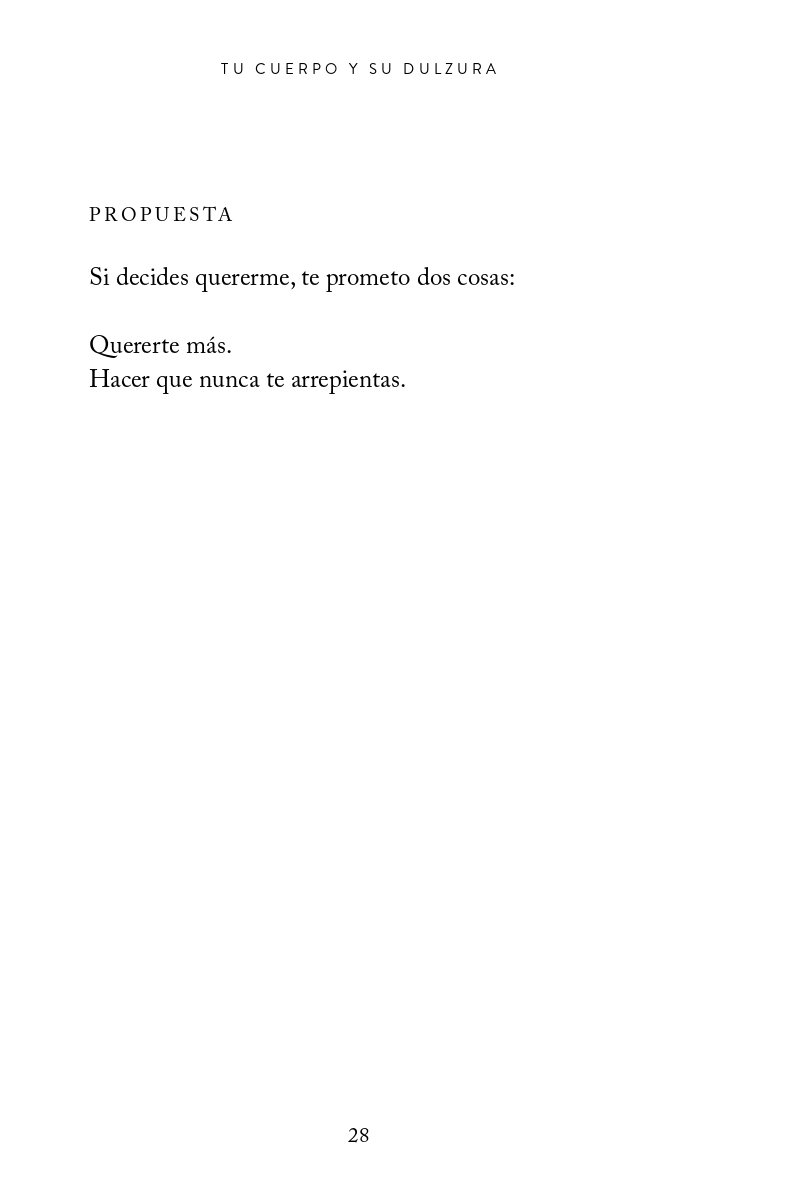 TU CUERPO Y SU DULZURA
PROPUESTA
Si decides quererme, te prometo dos cosas:
Quererte más.
Hacer que nunca te arrepientas.
28